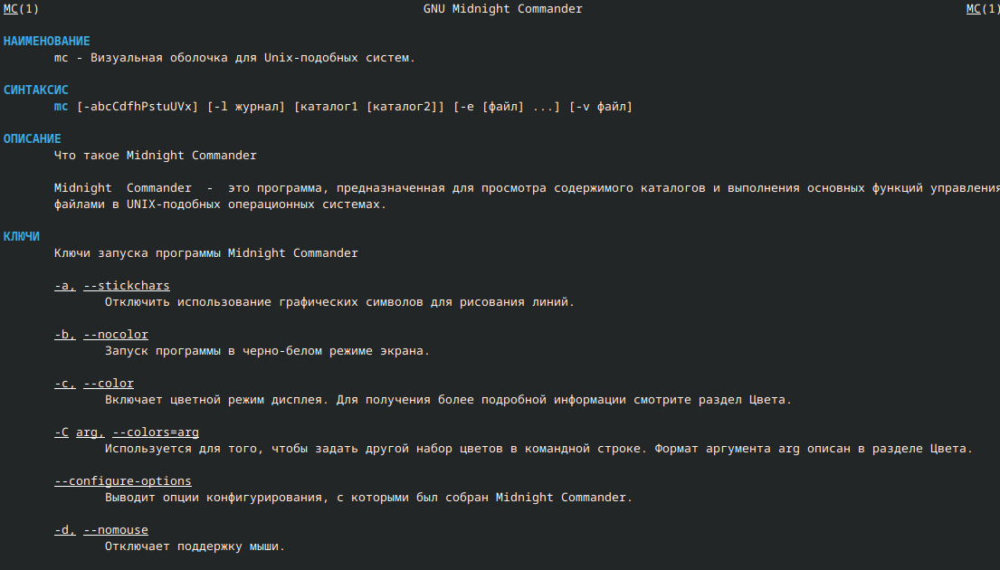 MC(1) GNU Midnight Commander MC(1)
НАИМЕНОВАНИЕ
mc - Визуальная оболочка для Unix-подобных систем.
СИНТАКСИС
mc [-abcCdfhPstuUVx] [-l журнал] [каталог1 [каталог2]] [-e [файл] ...] [-v файл]
ОПИСАНИЕ
Что такое Midnight Commander
Midnight Commander - это программа, предназначенная для просмотра содержимого каталогов и выполнения основных функций управления
файлами в UNIX-подобных операционных системах.
КЛЮЧИ
Ключи запуска программы Midnight Commander
-a, --stickchars
Отключить использование графических символов для рисования линий.
-b, --nocolor
Запуск программы в черно-белом режиме экрана.
-c, --color
Включает цветной режим дисплея. Для получения более подробной информации смотрите раздел Цвета.
-C arg, --colors=arg
Используется для того, чтобы задать другой набор цветов в командной строке. Формат аргумента arg описан в разделе Цвета.
--configure-options
Выводит опции конфигурирования, с которыми был собран Midnight Commander.
-d, --nomouse
Отключает поддержку мыши.